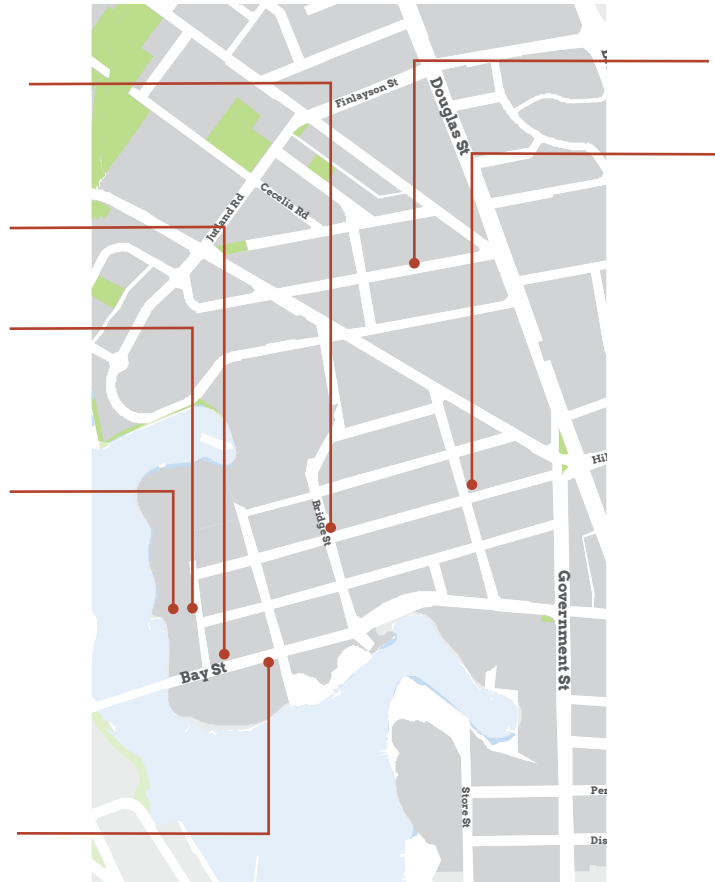 Finlayson St
Douglas St
Cecelia Rd
Jutland Rd
Bridge St
Government St
Bay St
Store St